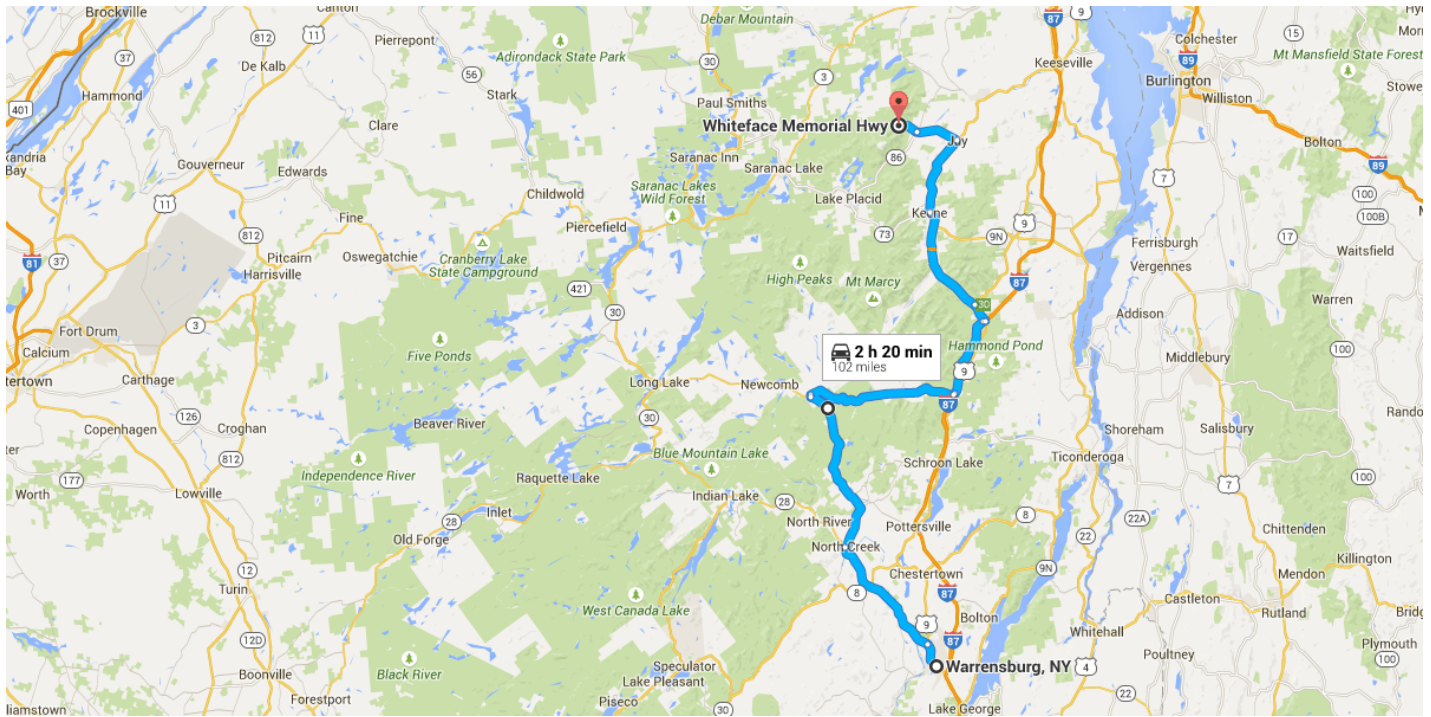 Brockville
Canton
11
9
87
Debar Mountain
Colchester
15
Pierrepont
812
11
De Kalb
Adirondack State Park
30
3
Keeseville
89
Mt Mansfield State Forest
37
56
Burlington
Stowe
Hammond
Stark
Paul Smiths
Williston
401
Clare
Whiteface Memorial Hwy
Jay
Bolton
Gouverneur
Saranac Inn
86
89
Bay
Edwards
Saranac Lake
7
Childwold
Saranac Lakes
Wild Forest
Lake Placid
100
11
Fine
Piercefield
Keene
9
100B
812
73
9N
17
Pitcairn
Oswegatchie
Cranberry Lake
State Campground
Ferrisburgh
Waitsfield
81
37
Harrisville
High Peaks
Mt Marcy
87
Vergennes
421
30
30
Warren
3
Addison
Fort Drum
Five Ponds
2 h 20 min
102 miles
Hammond Pond
Calcium
100
tertown
Carthage
Long Lake
Newcomb
9
Middlebury
126
87
Copenhagen
Croghan
Beaver River
30
Shoreham
Salisbury
812
Blue Mountain Lake
Schroon Lake
Ticonderoga
177
Independence River
Raquette Lake
7
100
Worth
Lowville
Indian Lake
28
Inlet
28
North River
Pottersville
8
22A
Chittenden
Old Forge
North Creek
22
Killington
12
Chestertown
9N
Mendon
Turin
8
87
West Canada Lake
Castleton
Rutland
12D
9
Bolton
87
Whitehall
Plymouth
Black River
Speculator
Warrensburg, NY
4
Poultney
100
Boonville
Lake Pleasant
Forestport
Piseco
22
liamstown
30
Lake George